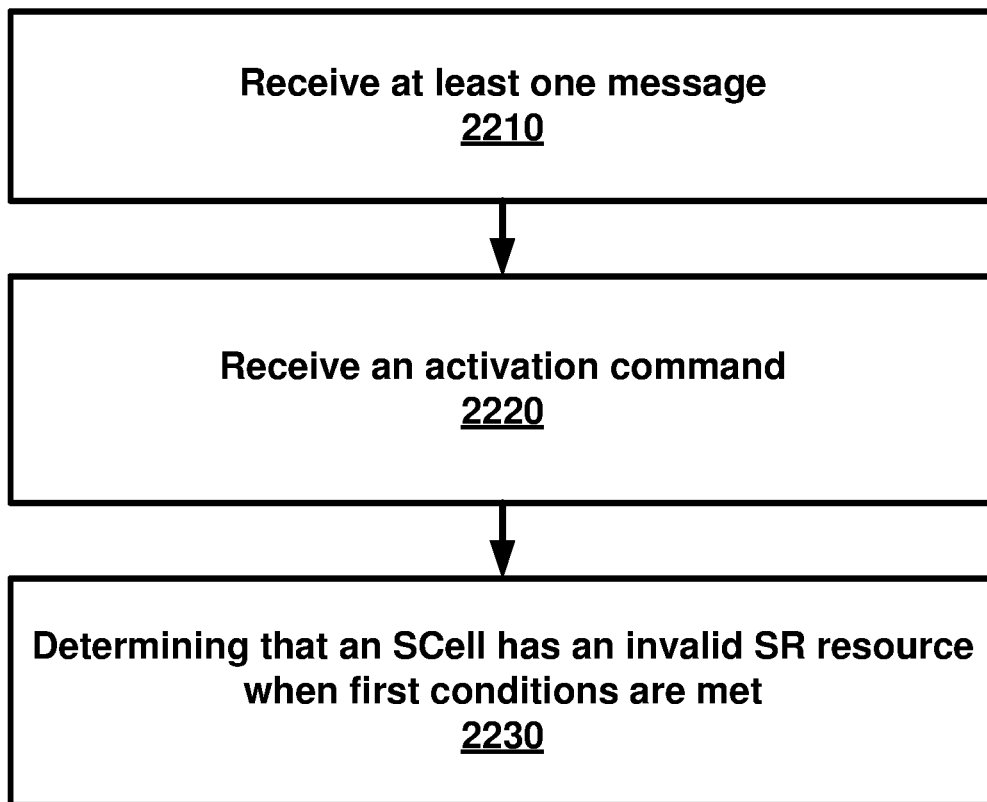 Receive at least one message
2210
Receive an activation command
2220
Determining that an SCell has an invalid SR resource
when first conditions are met
2230